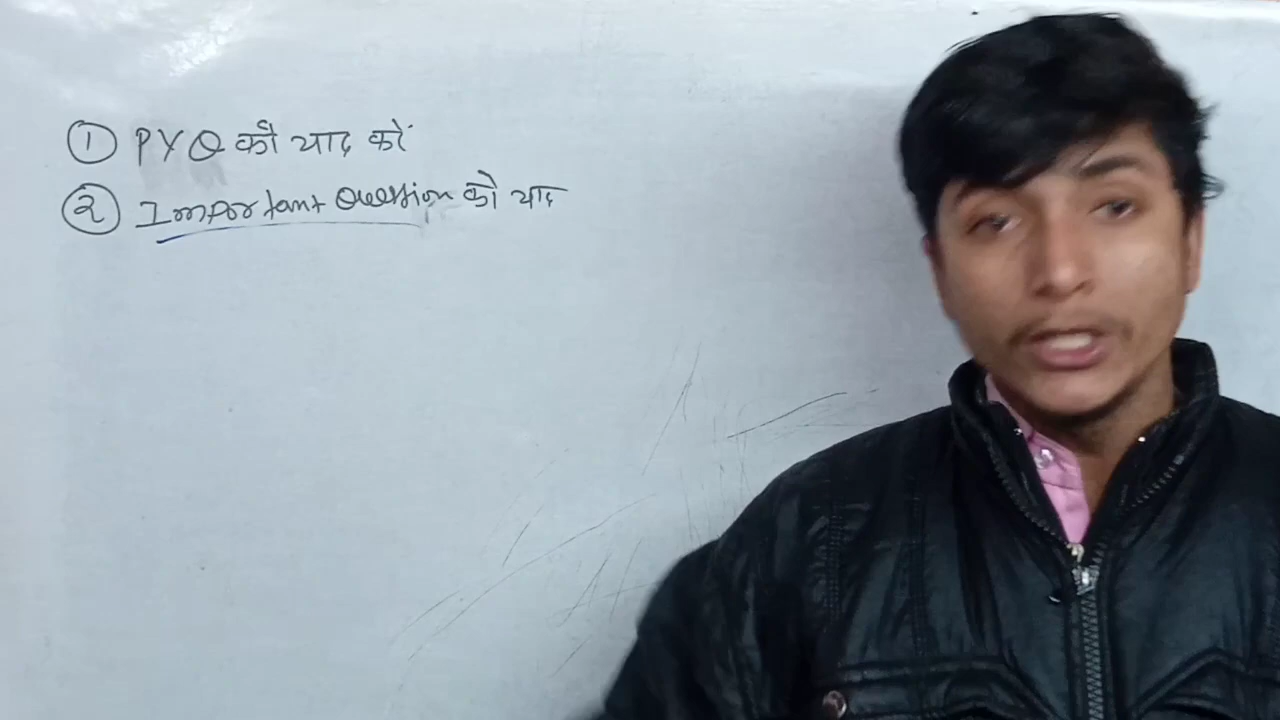 ① PYQ को याद करें
② Important Question को याद